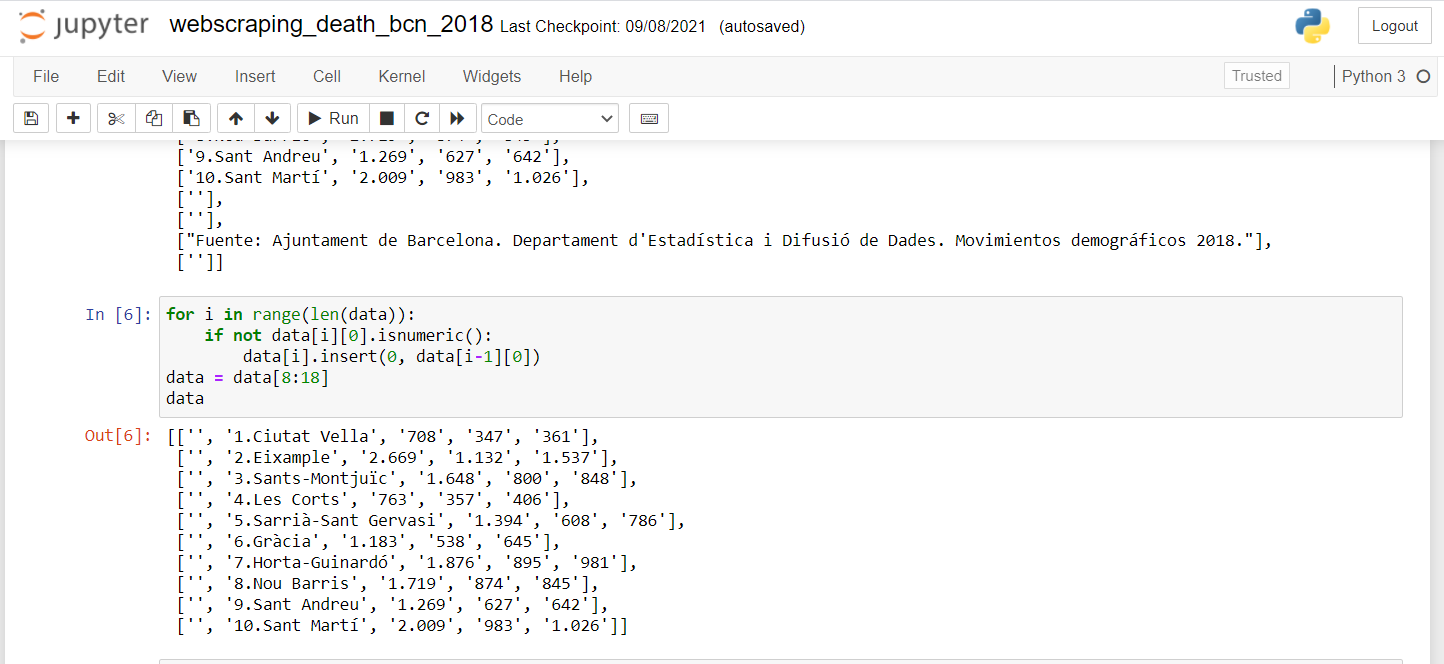 jupyter webscraping_death_bcn_2018 Last Checkpoint: 09/08/2021 (autosaved) Logout
File Edit View Insert Cell Kernel Widgets Help Trusted Python 3
Run Code
['9.Sant Andreu', '1.269', '627', '642'],
['10.Sant Martí', '2.009', '983', '1.026'],
[''],
[''],
["Fuente: Ajuntament de Barcelona. Departament d'Estadística i Difusió de Dades. Movimientos demográficos 2018."],
['']]
In [6]: for i in range(len(data)):
if not data[i][0].isnumeric():
data[i].insert(0, data[i-1][0])
data = data[8:18]
data
Out[6]: [['', '1.Ciutat Vella', '708', '347', '361'],
['', '2.Eixample', '2.669', '1.132', '1.537'],
['', '3.Sants-Montjuïc', '1.648', '800', '848'],
['', '4.Les Corts', '763', '357', '406'],
['', '5.Sarrià-Sant Gervasi', '1.394', '608', '786'],
['', '6.Gràcia', '1.183', '538', '645'],
['', '7.Horta-Guinardó', '1.876', '895', '981'],
['', '8.Nou Barris', '1.719', '874', '845'],
['', '9.Sant Andreu', '1.269', '627', '642'],
['', '10.Sant Martí', '2.009', '983', '1.026']]